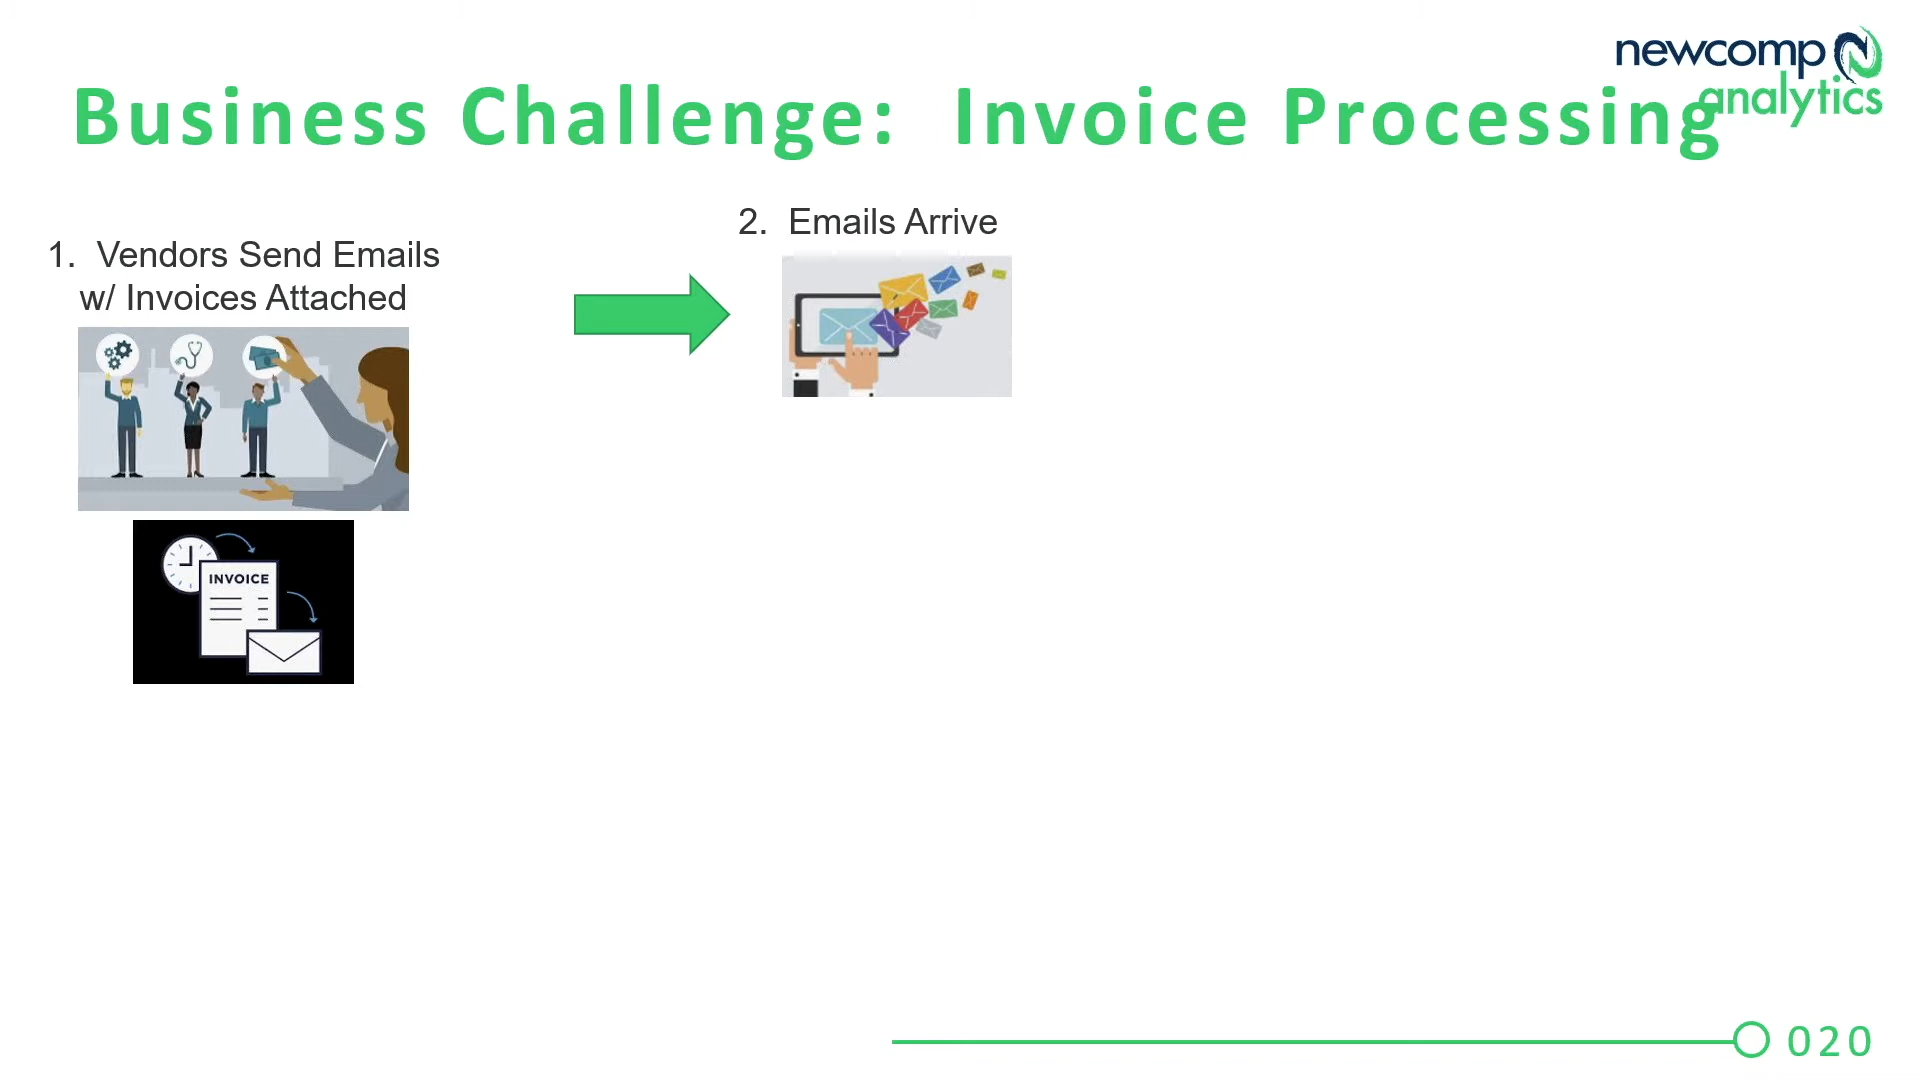 newcomp
analytics
Business Challenge:  Invoice Processing
1.  Vendors Send Emails
w/ Invoices Attached
2.  Emails Arrive
INVOICE
020